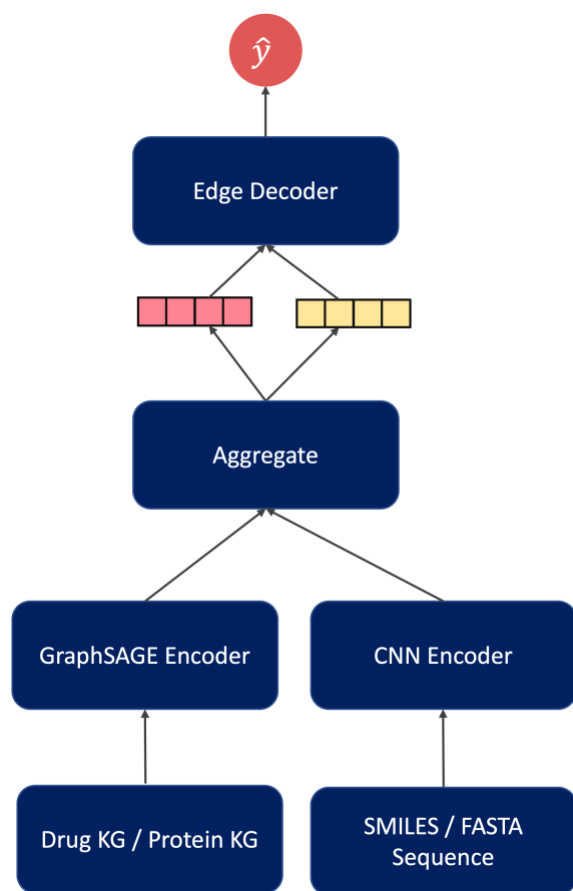 ŷ
Edge Decoder
Aggregate
GraphSAGE Encoder
CNN Encoder
Drug KG / Protein KG
SMILES / FASTA
Sequence